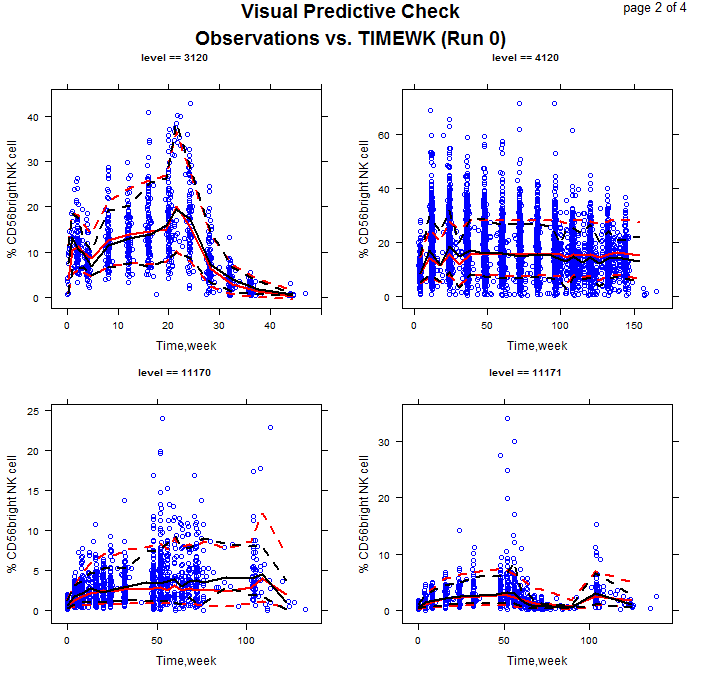 Visual Predictive Check
page 2 of 4
Observations vs. TIMEWK (Run 0)
level == 3120
level == 4120
% CD56bright NK cell
40
30
20
10
0
0 10 20 30 40
Time,week
% CD56bright NK cell
60
40
20
0
0 50 100 150
Time,week
level == 11170
level == 11171
% CD56bright NK cell
25
20
15
10
5
0
0 50 100
Time,week
% CD56bright NK cell
30
20
10
0
0 50 100
Time,week